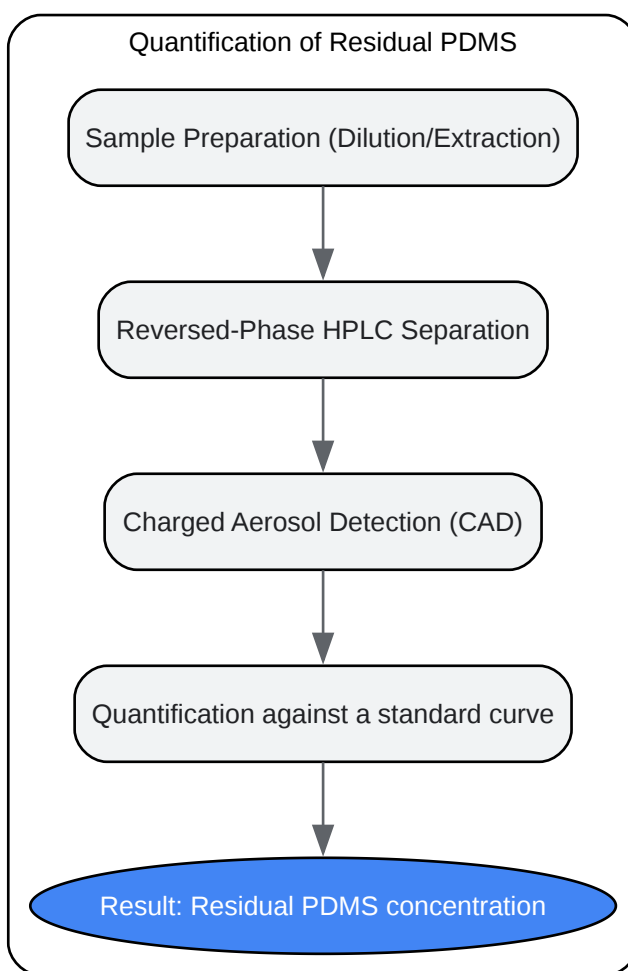 Quantification of Residual PDMS
Sample Preparation (Dilution/Extraction)
Reversed-Phase HPLC Separation
Charged Aerosol Detection (CAD)
Quantification against a standard curve
Result: Residual PDMS concentration